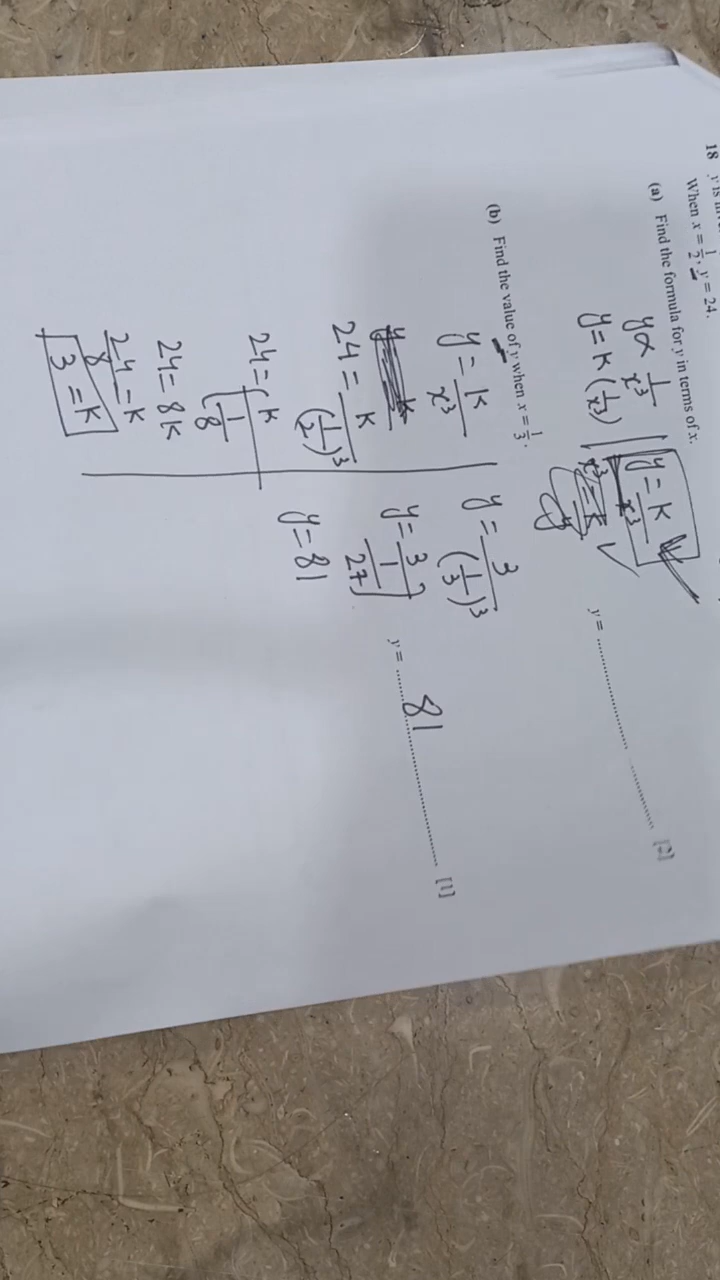 18 y is
When x = 1/2, y = 24.
(a) Find the formula for y in terms of x.
y ∝ 1/x³
y = k (1/x³)
y = k/x³
x³ = k/y
y = [2]
(b) Find the value of y when x = 1/3.
y = k/x³
24 = k/(1/2)³
24 = k/(1/8)
24 = 8k
24/8 = k
3 = k
y = 3/(1/3)³
y = 3/(1/27)
y = 81
y = 81 [1]